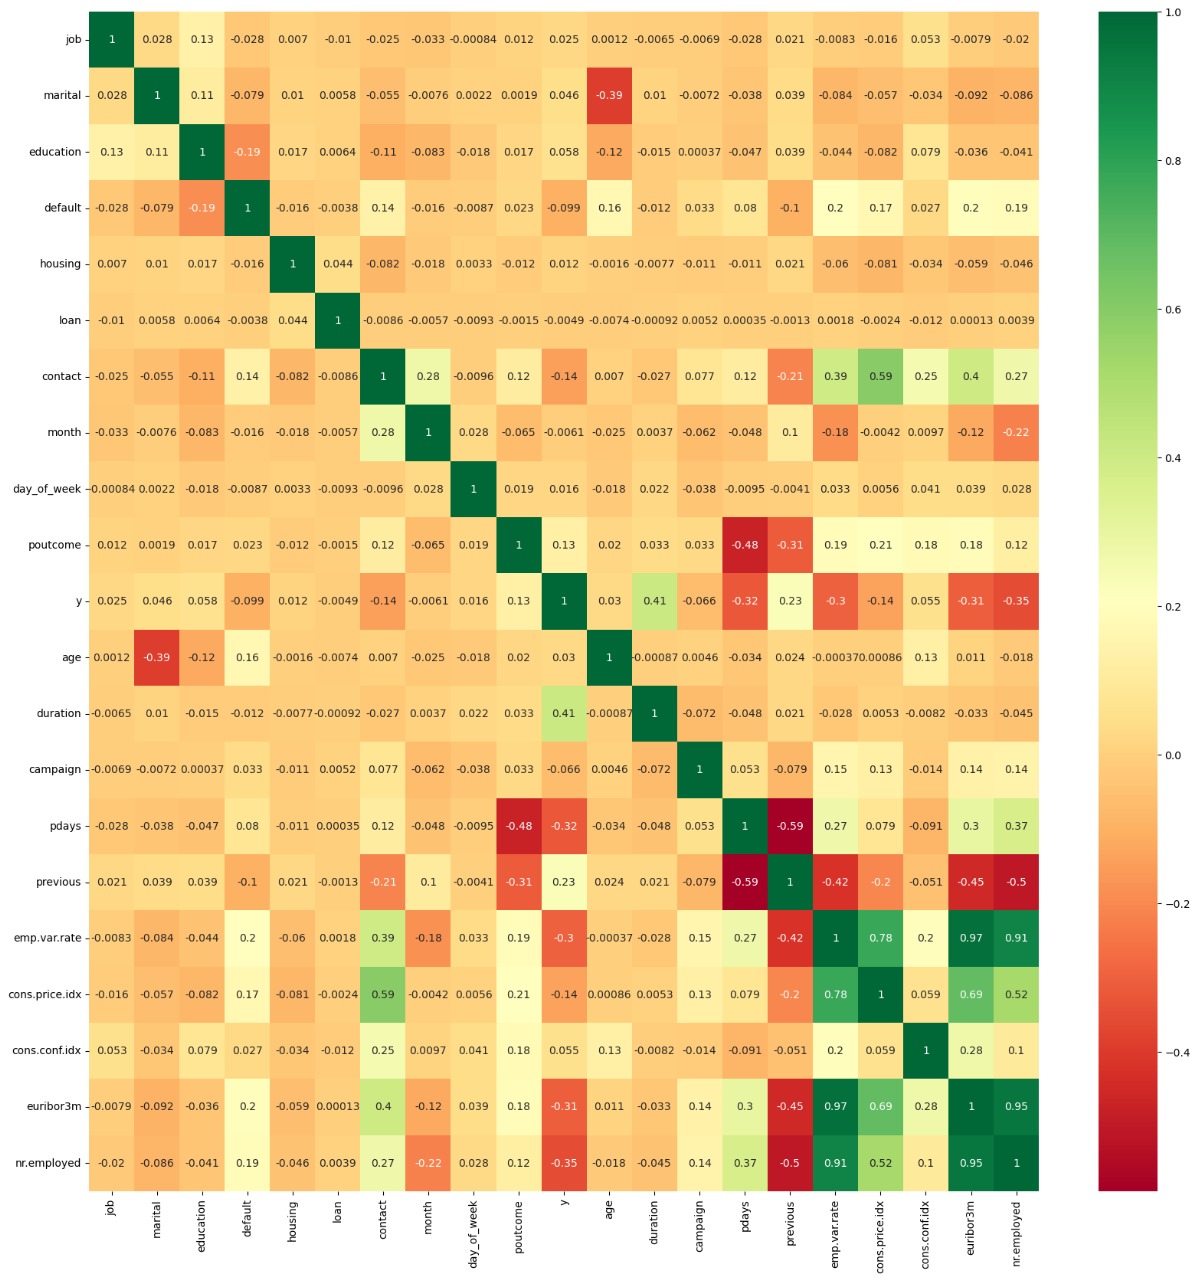 job 1 0.028 0.13 -0.028 0.007 -0.01 -0.025 -0.033 -0.00084 0.012 0.025 0.0012 -0.0065 -0.0069 -0.028 0.021 -0.0083 -0.016 0.053 -0.0079 -0.02
marital 0.028 1 0.11 -0.079 0.01 0.0058 -0.055 -0.0076 0.0022 0.0019 0.046 -0.39 0.01 -0.0072 -0.038 0.039 -0.084 -0.057 -0.034 -0.092 -0.086
education 0.13 0.11 1 -0.19 0.017 0.0064 -0.11 -0.083 -0.018 0.017 0.058 -0.12 -0.015 0.00037 -0.047 0.039 -0.044 -0.082 0.079 -0.036 -0.041
default -0.028 -0.079 -0.19 1 -0.016 -0.0038 0.14 -0.016 -0.0087 0.023 -0.099 0.16 -0.012 0.033 0.08 -0.1 0.2 0.17 0.027 0.2 0.19
housing 0.007 0.01 0.017 -0.016 1 0.044 -0.082 -0.018 0.0033 -0.012 0.012 -0.0016 -0.0077 -0.011 -0.011 0.021 -0.06 -0.081 -0.034 -0.059 -0.046
loan -0.01 0.0058 0.0064 -0.0038 0.044 1 -0.0086 -0.0057 -0.0093 -0.0015 -0.0049 -0.0074 -0.00092 0.0052 0.00035 -0.0013 0.0018 -0.0024 -0.012 0.00013 0.0039
contact -0.025 -0.055 -0.11 0.14 -0.082 -0.0086 1 0.28 -0.0096 0.12 -0.14 0.007 -0.027 0.077 0.12 -0.21 0.39 0.59 0.25 0.4 0.27
month -0.033 -0.0076 -0.083 -0.016 -0.018 -0.0057 0.28 1 0.028 -0.065 -0.0061 -0.025 0.0037 -0.062 -0.048 0.1 -0.18 -0.0042 0.0097 -0.12 -0.22
day_of_week -0.00084 0.0022 -0.018 -0.0087 0.0033 -0.0093 -0.0096 0.028 1 0.019 0.016 -0.018 0.022 -0.038 -0.0095 -0.0041 0.033 0.0056 0.041 0.039 0.028
poutcome 0.012 0.0019 0.017 0.023 -0.012 -0.0015 0.12 -0.065 0.019 1 0.13 0.02 0.033 0.033 -0.48 -0.31 0.19 0.21 0.18 0.18 0.12
y 0.025 0.046 0.058 -0.099 0.012 -0.0049 -0.14 -0.0061 0.016 0.13 1 0.03 0.41 -0.066 -0.32 0.23 -0.3 -0.14 0.055 -0.31 -0.35
age 0.0012 -0.39 -0.12 0.16 -0.0016 -0.0074 0.007 -0.025 -0.018 0.02 0.03 1 -0.00087 0.0046 -0.034 0.024 -0.00037 0.00086 0.13 0.011 -0.018
duration -0.0065 0.01 -0.015 -0.012 -0.0077 -0.00092 -0.027 0.0037 0.022 0.033 0.41 -0.00087 1 -0.072 -0.048 0.021 -0.028 0.0053 -0.0082 -0.033 -0.045
campaign -0.0069 -0.0072 0.00037 0.033 -0.011 0.0052 0.077 -0.062 -0.038 0.033 -0.066 0.0046 -0.072 1 0.053 -0.079 0.15 0.13 -0.014 0.14 0.14
pdays -0.028 -0.038 -0.047 0.08 -0.011 0.00035 0.12 -0.048 -0.0095 -0.48 -0.32 -0.034 -0.048 0.053 1 -0.59 0.27 0.079 -0.091 0.3 0.37
previous 0.021 0.039 0.039 -0.1 0.021 -0.0013 -0.21 0.1 -0.0041 -0.31 0.23 0.024 0.021 -0.079 -0.59 1 -0.42 -0.2 -0.051 -0.45 -0.5
emp.var.rate -0.0083 -0.084 -0.044 0.2 -0.06 0.0018 0.39 -0.18 0.033 0.19 -0.3 -0.00037 -0.028 0.15 0.27 -0.42 1 0.78 0.2 0.97 0.91
cons.price.idx -0.016 -0.057 -0.082 0.17 -0.081 -0.0024 0.59 -0.0042 0.0056 0.21 -0.14 0.00086 0.0053 0.13 0.079 -0.2 0.78 1 0.059 0.69 0.52
cons.conf.idx 0.053 -0.034 0.079 0.027 -0.034 -0.012 0.25 0.0097 0.041 0.18 0.055 0.13 -0.0082 -0.014 -0.091 -0.051 0.2 0.059 1 0.28 0.1
euribor3m -0.0079 -0.092 -0.036 0.2 -0.059 0.00013 0.4 -0.12 0.039 0.18 -0.31 0.011 -0.033 0.14 0.3 -0.45 0.97 0.69 0.28 1 0.95
nr.employed -0.02 -0.086 -0.041 0.19 -0.046 0.0039 0.27 -0.22 0.028 0.12 -0.35 -0.018 -0.045 0.14 0.37 -0.5 0.91 0.52 0.1 0.95 1
job marital education default housing loan contact month day_of_week poutcome y age duration campaign pdays previous emp.var.rate cons.price.idx cons.conf.idx euribor3m nr.employed
1.0
0.8
0.6
0.4
0.2
0.0
−0.2
−0.4